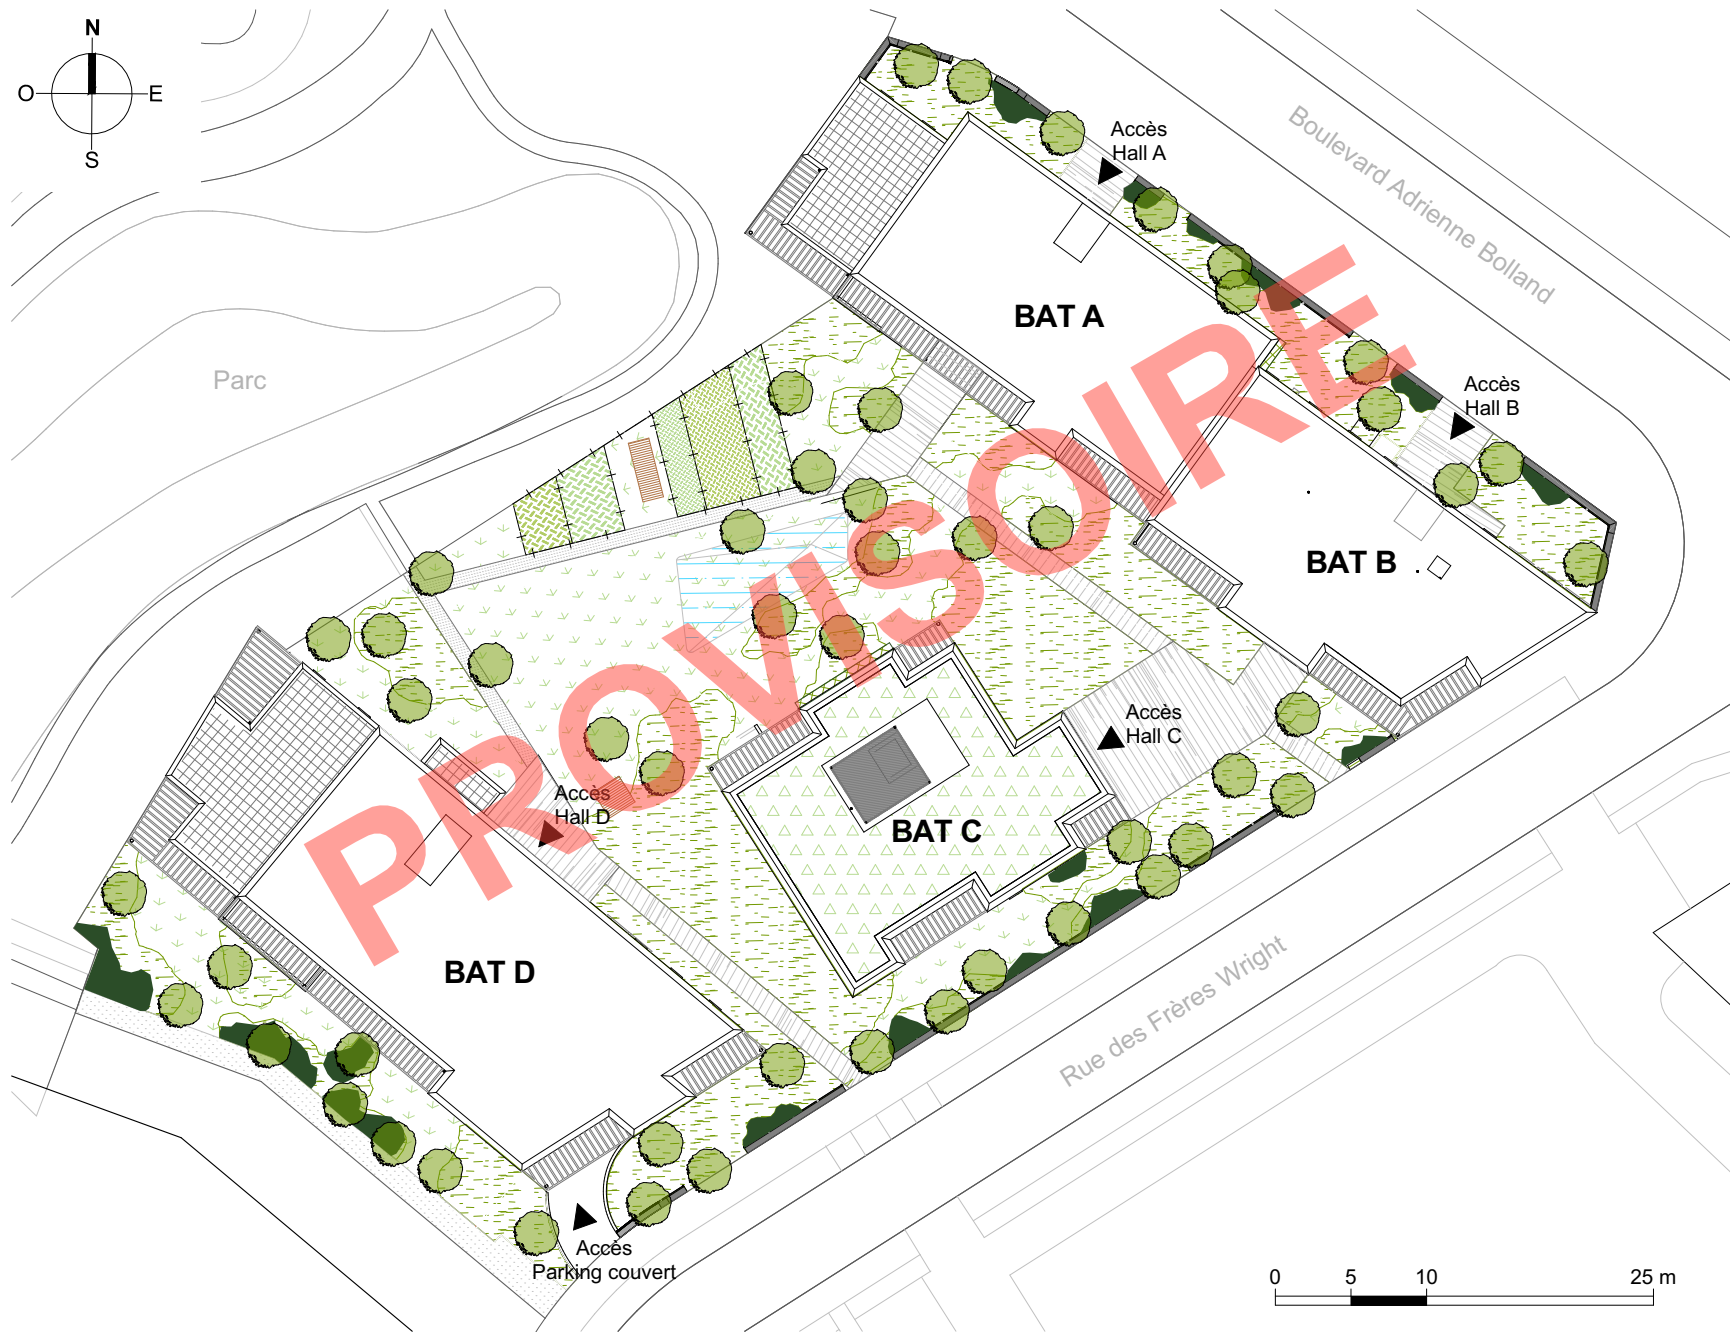 N
O
E
S
Accès
Hall A
Boulevard Adrienne Bolland
BAT A
Parc
Accès
Hall B
BAT B
Accès
Hall C
Accès
Hall D
BAT C
BAT D
PROVISOIRE
Rue des Frères Wright
Accès
Parking couvert
0 5 10 25 m